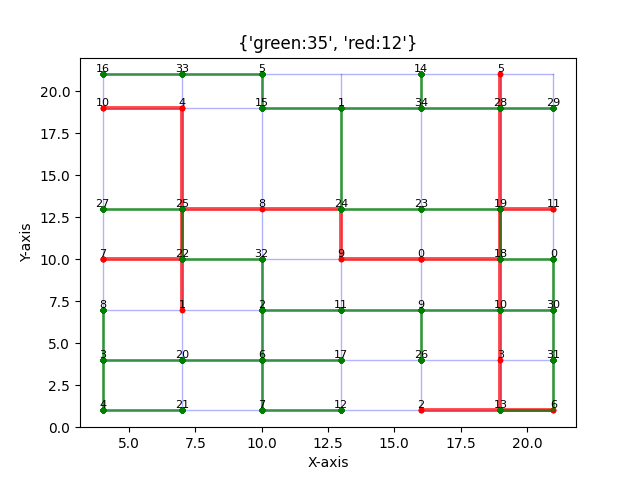 {'green:35', 'red:12'}
16 33 5 14 5
20.0
10 4 15 1 34 28 29
17.5
15.0
27 25 8 24 23 19 11
12.5
Y-axis
7 22 32 9 0 18 0
10.0
8 1 2 11 9 10 30
7.5
3 20 6 17 26 3 31
5.0
2.5
4 21 7 12 2 13 6
0.0
5.0 7.5 10.0 12.5 15.0 17.5 20.0
X-axis